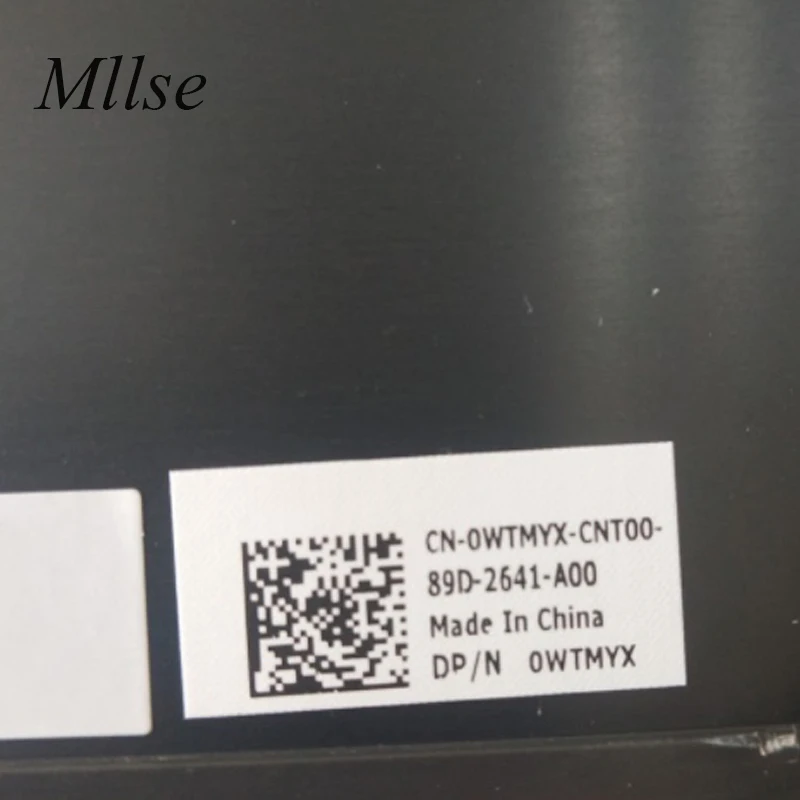 Mllse
CN-0WTMYX-CNT00-
89D-2641-A00
Made In China
DP/N 0WTMYX